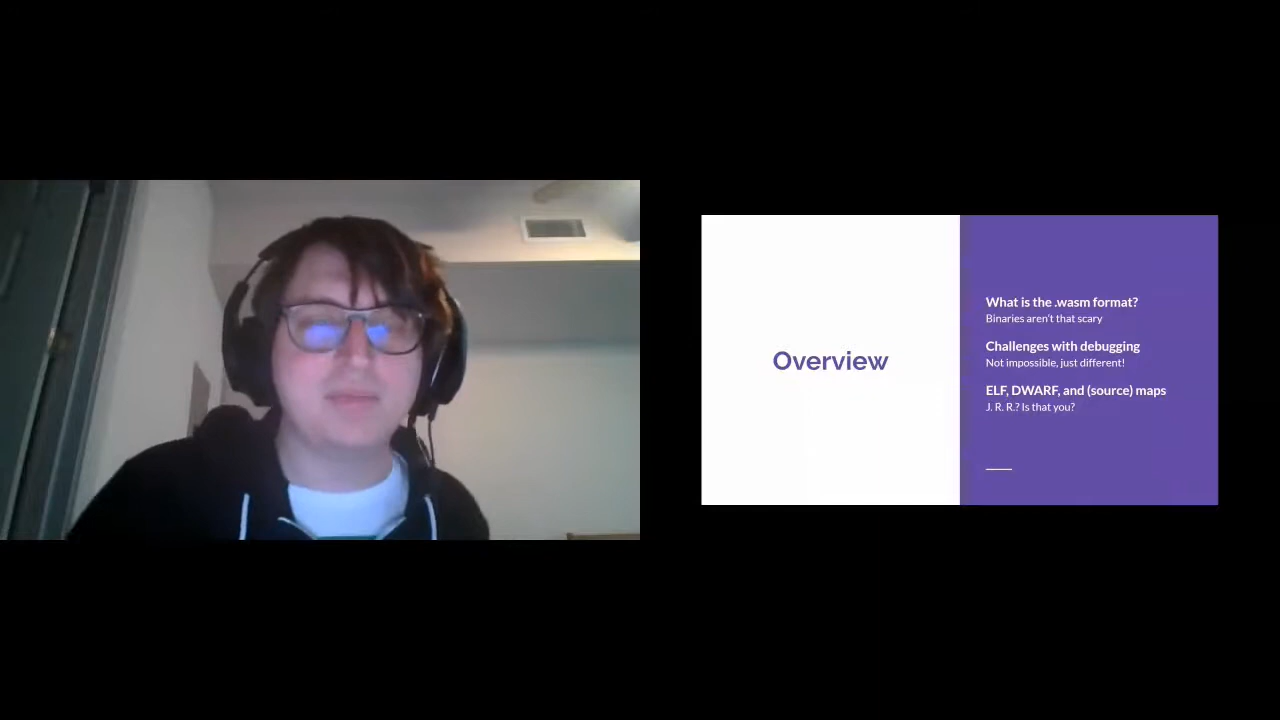 Overview
What is the .wasm format?
Binaries aren't that scary
Challenges with debugging
Not impossible, just different!
ELF, DWARF, and (source) maps
J. R. R.? Is that you?